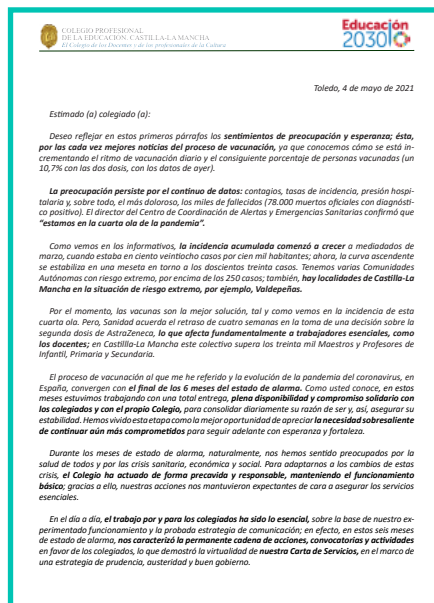 COLEGIO PROFESIONAL
DE LA EDUCACIÓN. CASTILLA-LA MANCHA
El Colegio de los Docentes y de los profesionales de la Cultura
Educación
2030
Toledo, 4 de mayo de 2021
Estimado (a) colegiado (a):
Deseo reflejar en estos primeros párrafos los sentimientos de preocupación y esperanza; ésta,
por las cada vez mejores noticias del proceso de vacunación, ya que conocemos cómo se está in-
crementando el ritmo de vacunación diario y el consiguiente porcentaje de personas vacunadas (un
10,7% con las dos dosis, con los datos de ayer).
La preocupación persiste por el continuo de datos: contagios, tasas de incidencia, presión hospi-
talaria y, sobre todo, el más doloroso, los miles de fallecidos (78.000 muertos oficiales con diagnósti-
co positivo). El director del Centro de Coordinación de Alertas y Emergencias Sanitarias confirmó que
“estamos en la cuarta ola de la pandemia”.
Como vemos en los informativos, la incidencia acumulada comenzó a crecer a mediadados de
marzo, cuando estaba en ciento veintiocho casos por cien mil habitantes; ahora, la curva ascendente
se estabiliza en una meseta en torno a los doscientos treinta casos. Tenemos varias Comunidades
Autónomas con riesgo extremo, por encima de los 250 casos; también, hay localidades de Castilla-La
Mancha en la situación de riesgo extremo, por ejemplo, Valdepeñas.
Por el momento, las vacunas son la mejor solución, tal y como vemos en la incidencia de esta
cuarta ola. Pero, Sanidad acuerda el retraso de cuatro semanas en la toma de una decisión sobre la
segunda dosis de AstraZeneca, lo que afecta fundamentalmente a trabajadores esenciales, como
los docentes; en Castillla-La Mancha este colectivo supera los treinta mil Maestros y Profesores de
Infantil, Primaria y Secundaria.
El proceso de vacunación al que me he referido y la evolución de la pandemia del coronavirus, en
España, convergen con el final de los 6 meses del estado de alarma. Como usted conoce, en estos
meses estuvimos trabajando con una total entrega, plena disponibilidad y compromiso solidario con
los colegiados y con el propio Colegio, para consolidar diariamente su razón de ser y, así, asegurar su
estabilidad. Hemos vivido esta etapa como la mejor oportunidad de apreciar la necesidad sobresaliente
de continuar aún más comprometidos para seguir adelante con esperanza y fortaleza.
Durante los meses de estado de alarma, naturalmente, nos hemos sentido preocupados por la
salud de todos y por las crisis sanitaria, económica y social. Para adaptarnos a los cambios de estas
crisis, el Colegio ha actuado de forma precavida y responsable, manteniendo el funcionamiento
básico; gracias a ello, nuestras acciones nos mantuvieron expectantes de cara a asegurar los servicios
esenciales.
En el día a día, el trabajo por y para los colegiados ha sido lo esencial, sobre la base de nuestro ex-
perimentado funcionamiento y la probada estrategia de comunicación; en efecto, en estos seis meses
de estado de alarma, nos caracterizó la permanente cadena de acciones, convocatorias y actividades
en favor de los colegiados, lo que demostró la virtualidad de nuestra Carta de Servicios, en el marco de
una estrategia de prudencia, austeridad y buen gobierno.